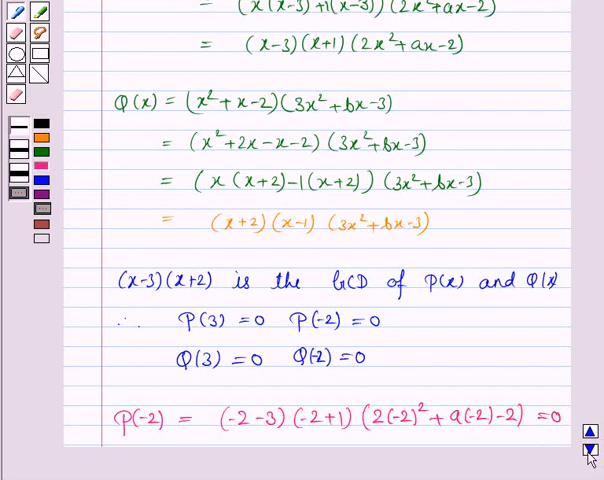 = (x(x-3)+1(x-3)) (2x²+ax-2)
= (x-3)(x+1)(2x²+ax-2)
Q(x) = (x²+x-2)(3x²+bx-3)
= (x²+2x-x-2)(3x²+bx-3)
= (x(x+2)-1(x+2)) (3x²+bx-3)
= (x+2)(x-1)(3x²+bx-3)
(x-3)(x+2) is the GCD of P(x) and Q(x)
∴ P(3)=0 P(-2)=0
Q(3)=0 Q(-2)=0
P(-2) = (-2-3)(-2+1)(2(-2)²+a(-2)-2)=0